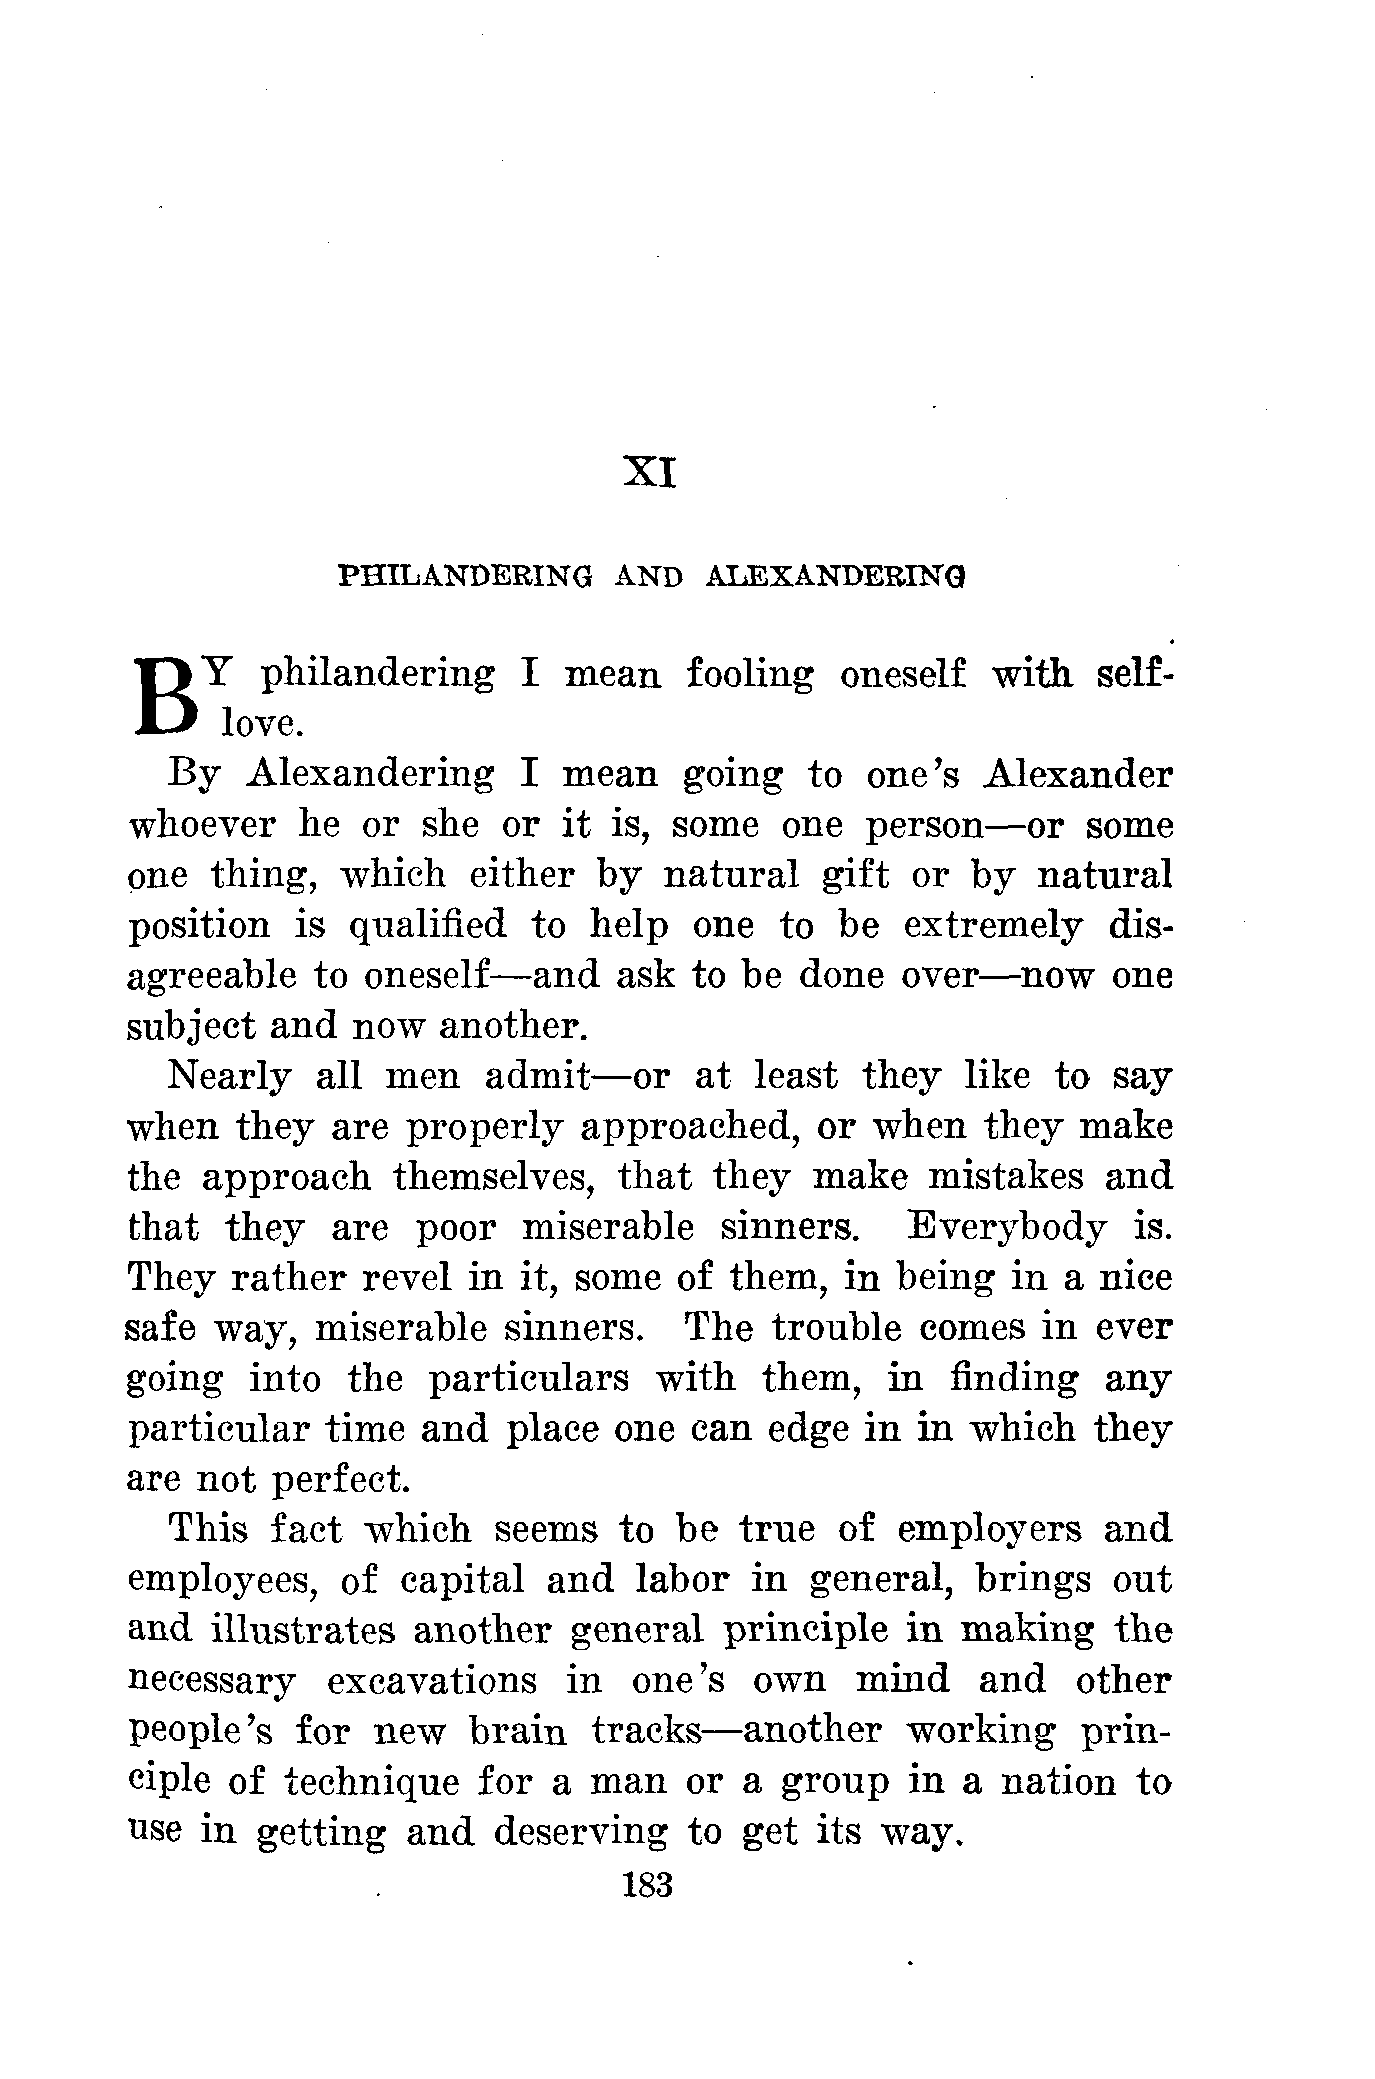 XI
PHILANDERING AND ALEXANDERING
BY philandering I mean fooling oneself with self-
love.
By Alexandering I mean going to one's Alexander
whoever he or she or it is, some one person—or some
one thing, which either by natural gift or by natural
position is qualified to help one to be extremely dis-
agreeable to oneself—and ask to be done over—now one
subject and now another.
Nearly all men admit—or at least they like to say
when they are properly approached, or when they make
the approach themselves, that they make mistakes and
that they are poor miserable sinners. Everybody is.
They rather revel in it, some of them, in being in a nice
safe way, miserable sinners. The trouble comes in ever
going into the particulars with them, in finding any
particular time and place one can edge in in which they
are not perfect.
This fact which seems to be true of employers and
employees, of capital and labor in general, brings out
and illustrates another general principle in making the
necessary excavations in one's own mind and other
people's for new brain tracks—another working prin-
ciple of technique for a man or a group in a nation to
use in getting and deserving to get its way.
183